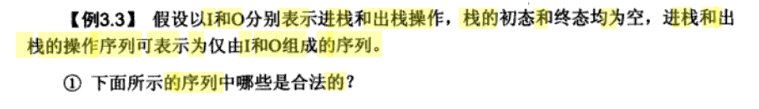 【例3.3】 假设以I和O分别表示进栈和出栈操作，栈的初态和终态均为空，进栈和出
栈的操作序列可表示为仅由I和O组成的序列。
① 下面所示的序列中哪些是合法的？